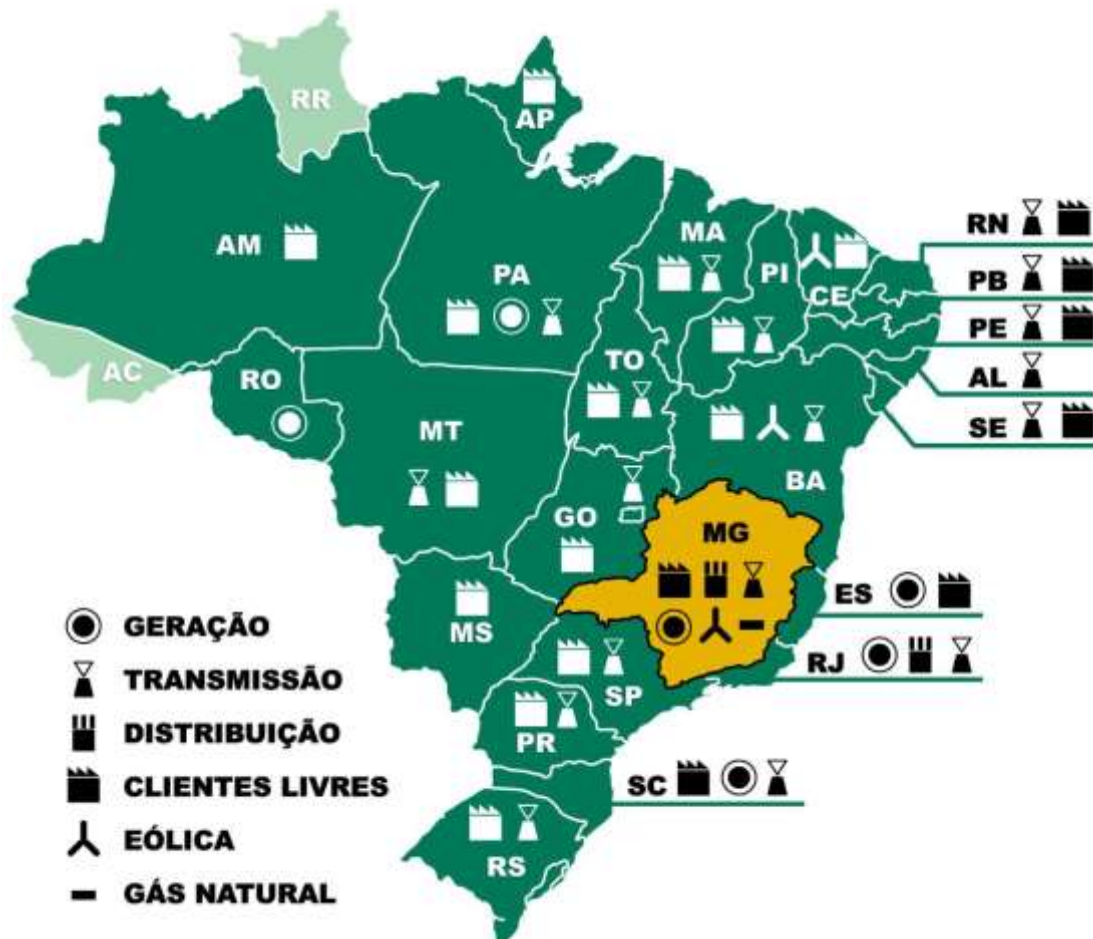 RR
AP
AM
PA
MA
PI
CE
RN
PB
PE
AL
SE
AC
RO
TO
MT
BA
GO
MG
ES
MS
RJ
SP
PR
SC
RS
GERAÇÃO
TRANSMISSÃO
DISTRIBUIÇÃO
CLIENTES LIVRES
EÓLICA
GÁS NATURAL